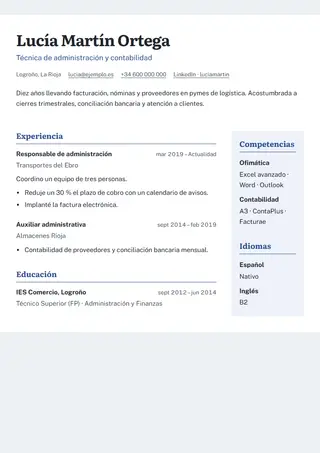 Lucía Martín Ortega
Técnica de administración y contabilidad
Logroño, La Rioja lucia@ejemplo.es +34 600 000 000 LinkedIn · luciamartin
Diez años llevando facturación, nóminas y proveedores en pymes de logística. Acostumbrada a
cierres trimestrales, conciliación bancaria y atención a clientes.
Experiencia
Responsable de administración mar 2019 - Actualidad
Transportes del Ebro
Coordino un equipo de tres personas.
• Reduje un 30 % el plazo de cobro con un calendario de avisos.
• Implanté la factura electrónica.
Auxiliar administrativa sept 2014 - feb 2019
Almacenes Rioja
• Contabilidad de proveedores y conciliación bancaria mensual.
Educación
IES Comercio, Logroño sept 2012 - jun 2014
Técnico Superior (FP) · Administración y Finanzas
Competencias
Ofimática
Excel avanzado ·
Word · Outlook
Contabilidad
A3 · ContaPlus ·
Facturae
Idiomas
Español
Nativo
Inglés
B2